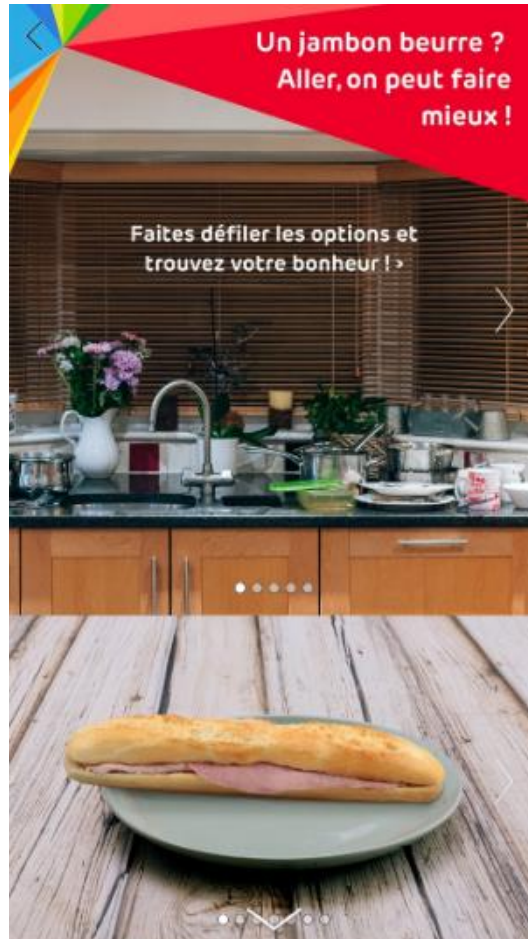 Un jambon beurre ?
Aller, on peut faire
mieux !
Faites défiler les options et
trouvez votre bonheur ! >